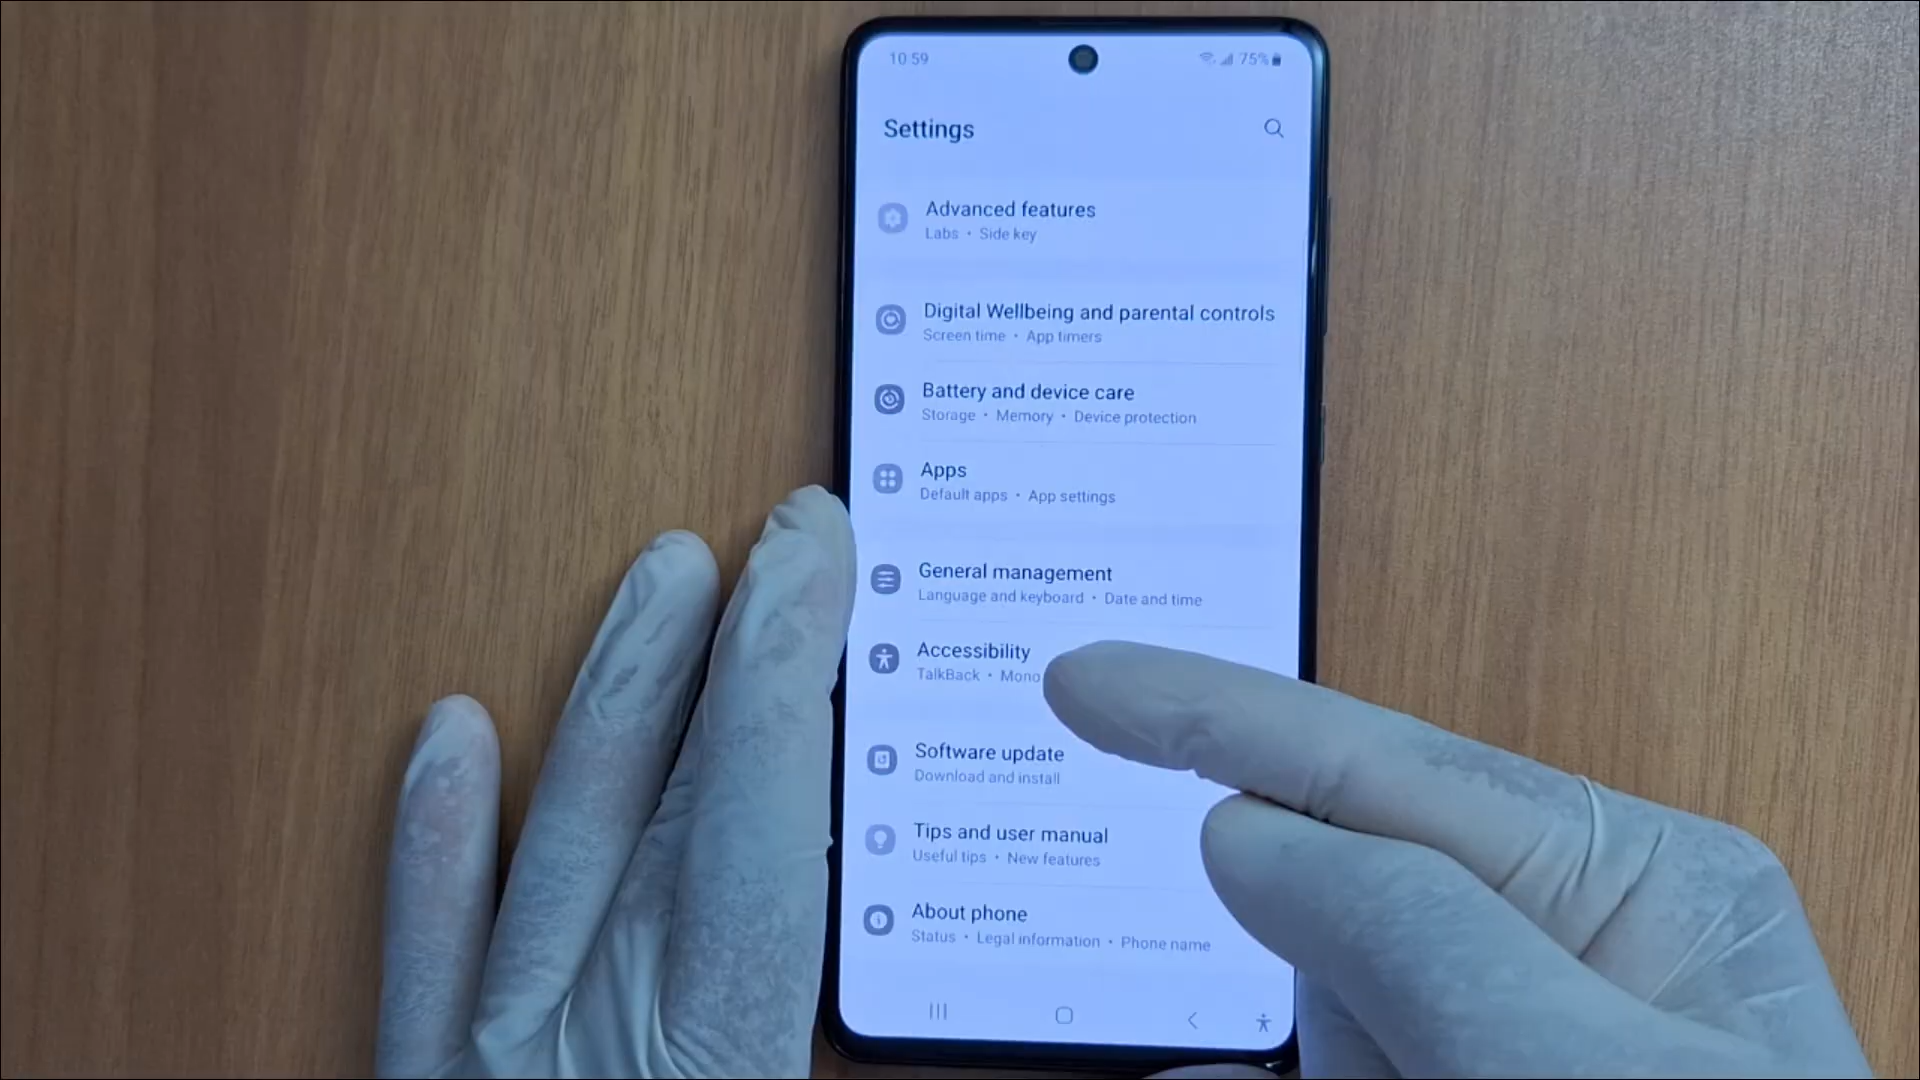 10:59
75%
Settings
Advanced features
Labs • Side key
Digital Wellbeing and parental controls
Screen time • App timers
Battery and device care
Storage • Memory • Device protection
Apps
Default apps • App settings
General management
Language and keyboard • Date and time
Accessibility
TalkBack • Mono
Software update
Download and install
Tips and user manual
Useful tips • New features
About phone
Status • Legal information • Phone name